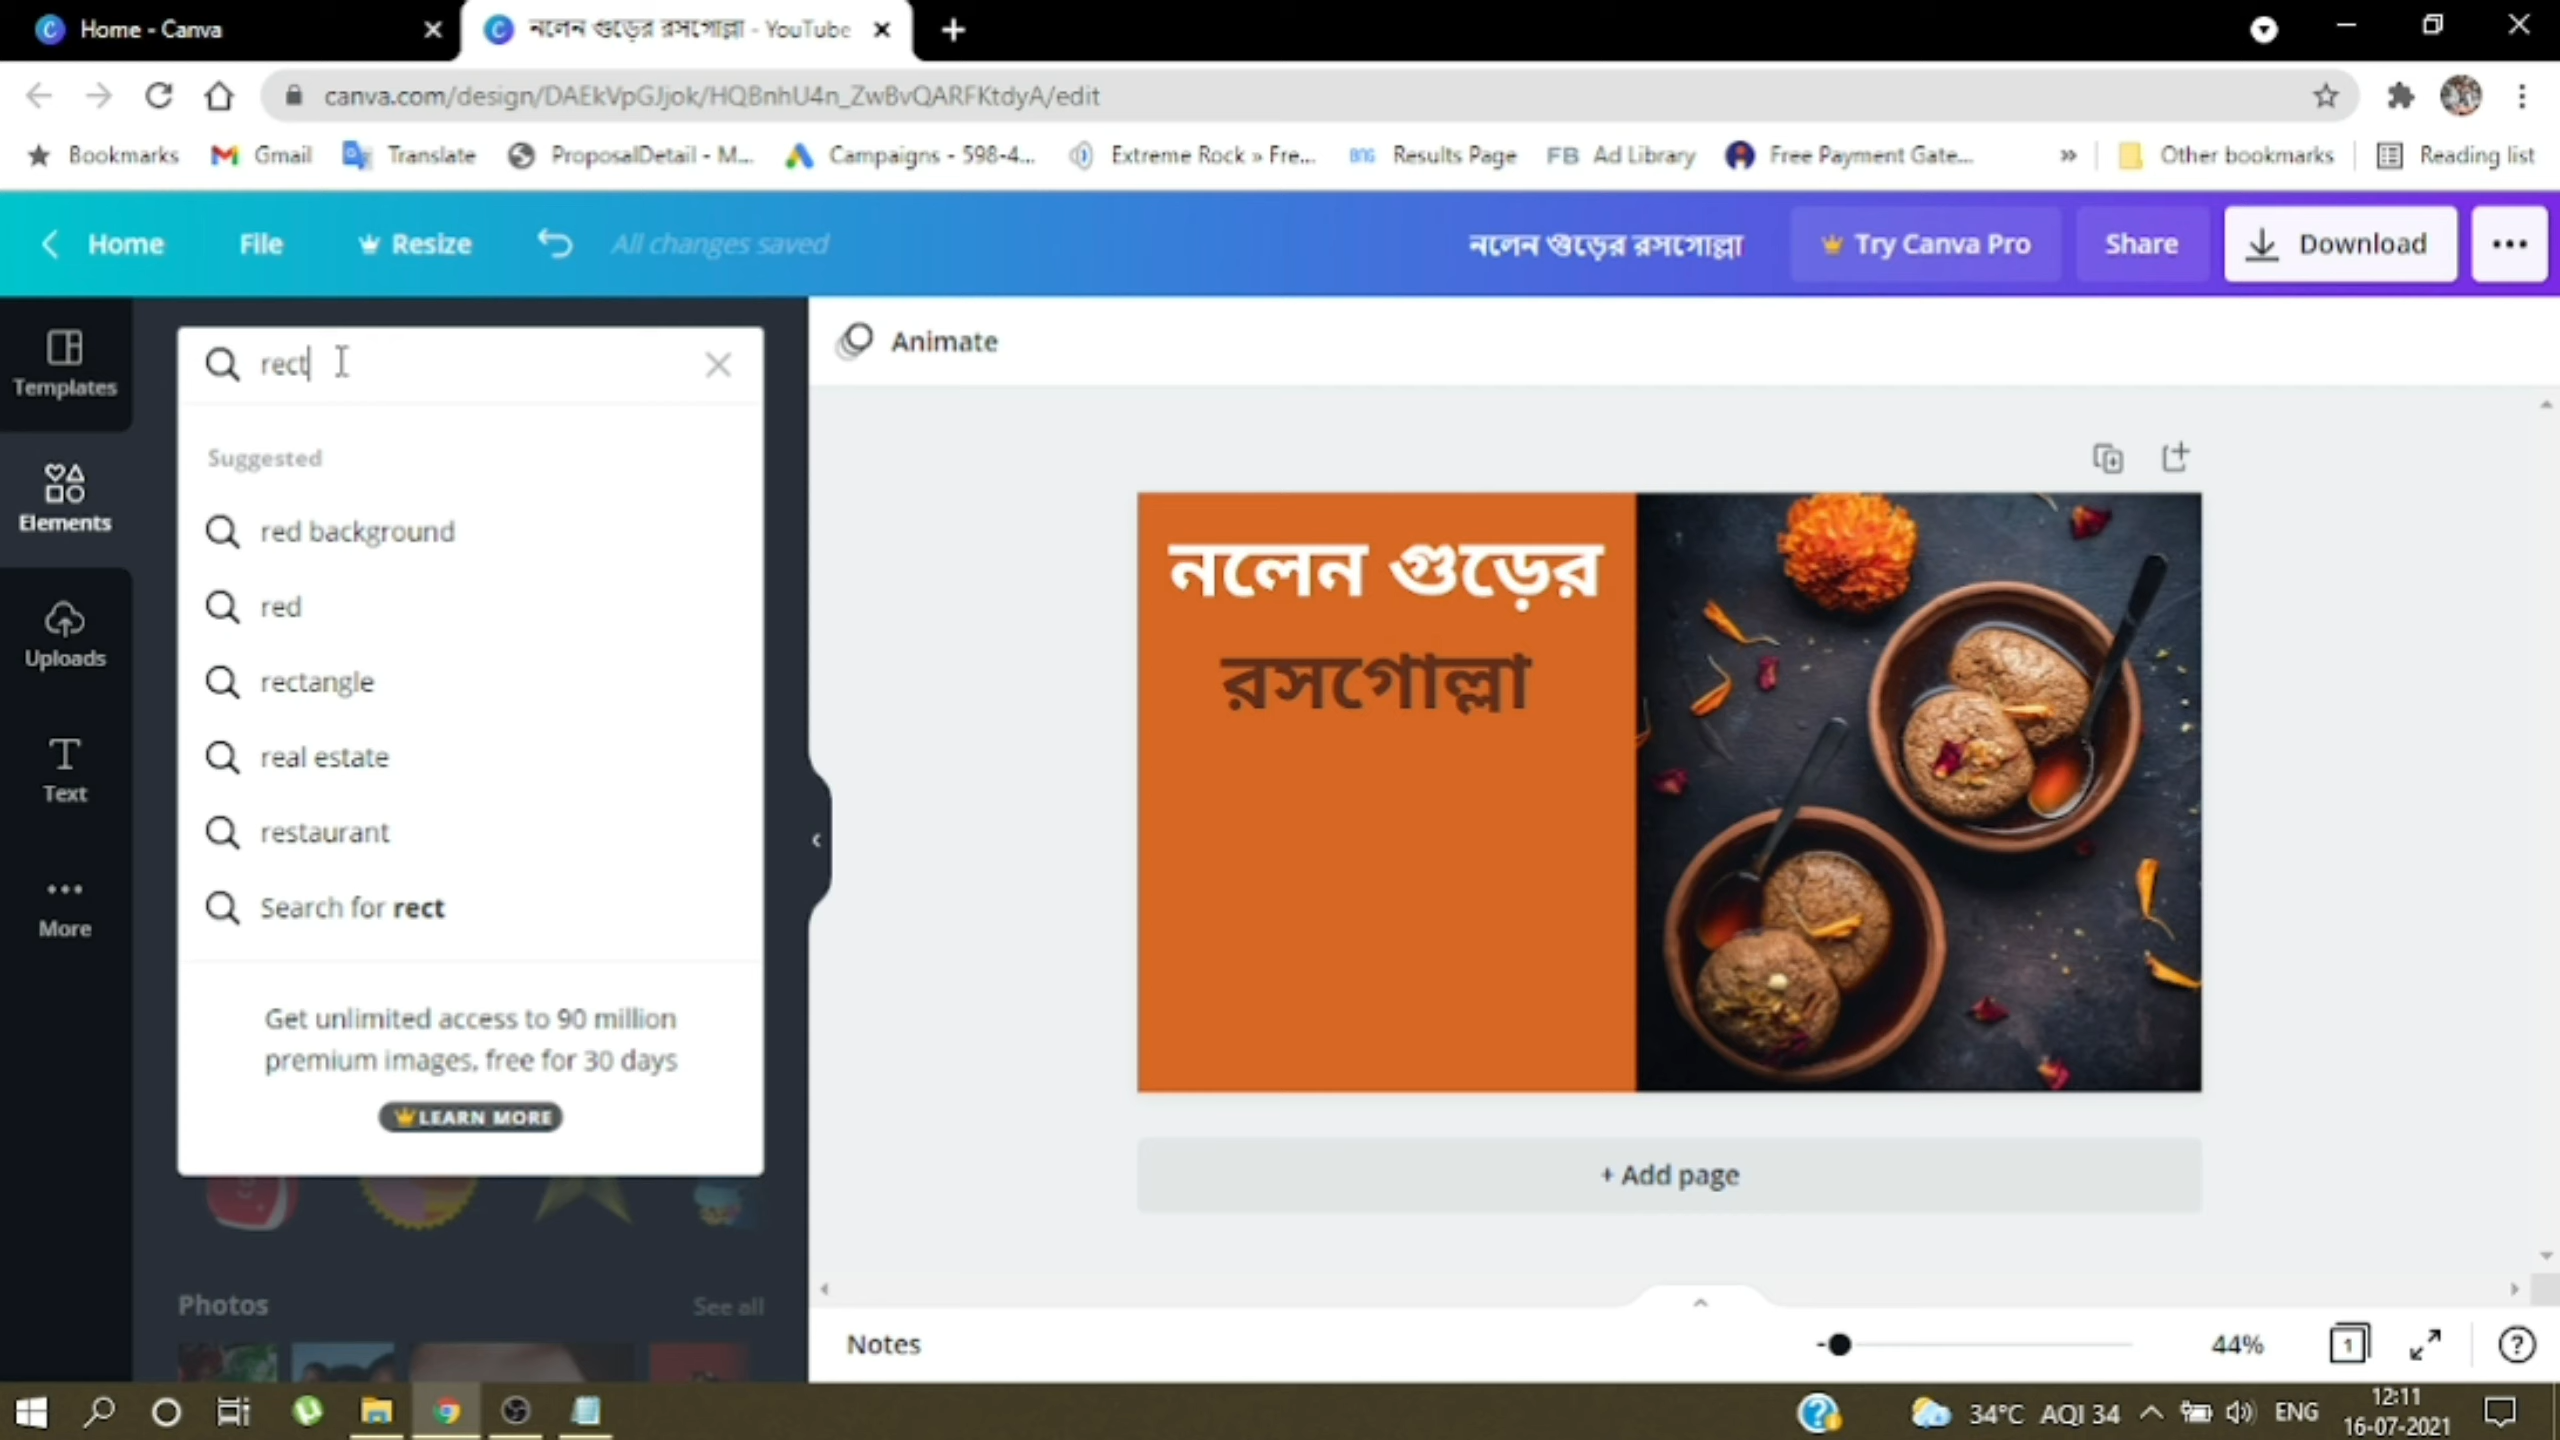 Home - Canva
নলেন গুড়ের রসগোল্লা - YouTube
canva.com/design/DAEkVpGJjok/HQBnhU4n_ZwBvQARFKtdyA/edit
Bookmarks
Gmail
Translate
ProposalDetail - M...
Campaigns - 598-4...
Extreme Rock » Fre...
Results Page
FB Ad Library
Free Payment Gate...
»
Other bookmarks
Reading list
Home
File
Resize
All changes saved
নলেন গুড়ের রসগোল্লা
Try Canva Pro
Share
Download
Templates
Elements
Uploads
Text
More
rect
Suggested
red background
red
rectangle
real estate
restaurant
Search for rect
Get unlimited access to 90 million
premium images, free for 30 days
LEARN MORE
Photos
See all
Animate
নলেন গুড়ের
রসগোল্লা
+ Add page
Notes
44%
1
34°C AQI 34
ENG
12:11
16-07-2021